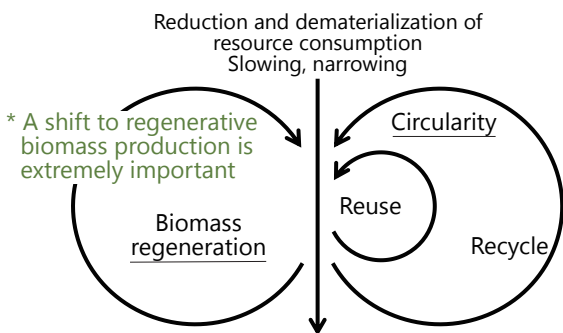 Reduction and dematerialization of
resource consumption
Slowing, narrowing
* A shift to regenerative
biomass production is
extremely important
Circularity
Reuse
Biomass
regeneration
Recycle